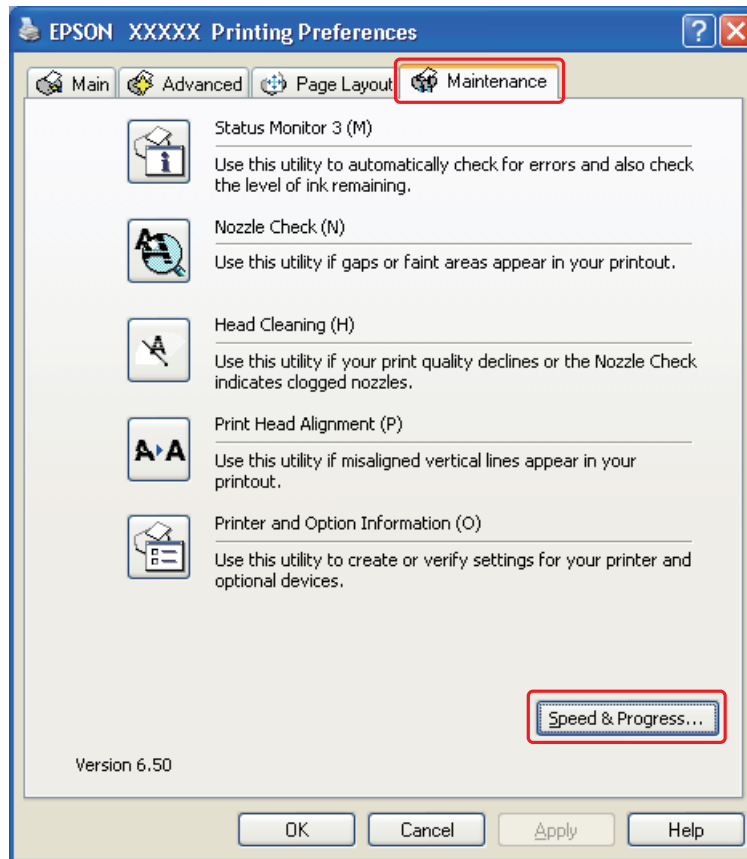 EPSON XXXXX Printing Preferences
Main
Advanced
Page Layout
Maintenance
Status Monitor 3 (M)
Use this utility to automatically check for errors and also check
the level of ink remaining.
Nozzle Check (N)
Use this utility if gaps or faint areas appear in your printout.
Head Cleaning (H)
Use this utility if your print quality declines or the Nozzle Check
indicates clogged nozzles.
Print Head Alignment (P)
Use this utility if misaligned vertical lines appear in your
printout.
Printer and Option Information (O)
Use this utility to create or verify settings for your printer and
optional devices.
Speed & Progress...
Version 6.50
OK
Cancel
Apply
Help